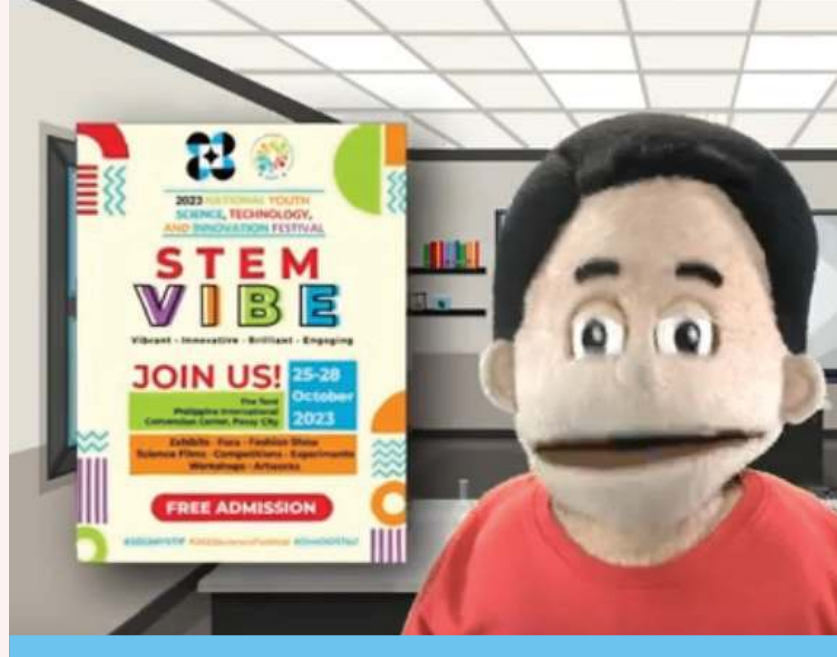 2023 NATIONAL YOUTH
SCIENCE, TECHNOLOGY,
AND INNOVATION FESTIVAL
STEM
VIBE
Vibrant - Innovative - Brilliant - Engaging
JOIN US!
25-28
October
2023
The Tent
Philippine International
Convention Center, Pasay City
Exhibits - Fora - Fashion Show
Science Films - Competitions - Experiments
Workshops - Artworks
FREE ADMISSION